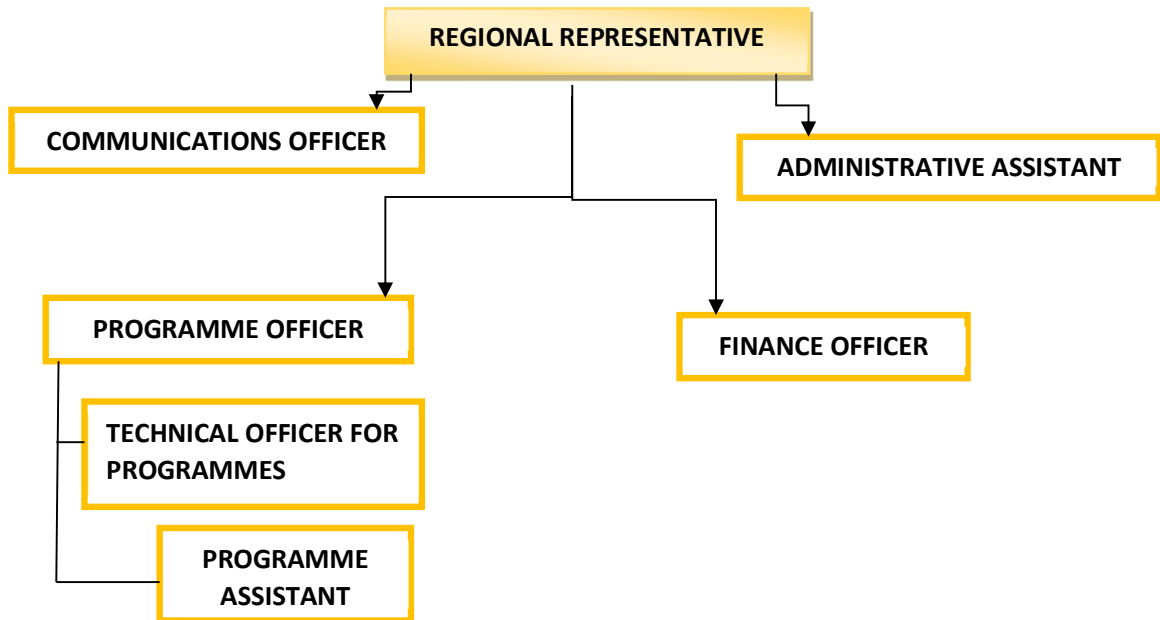 REGIONAL REPRESENTATIVE
COMMUNICATIONS OFFICER
ADMINISTRATIVE ASSISTANT
PROGRAMME OFFICER
FINANCE OFFICER
TECHNICAL OFFICER FOR
PROGRAMMES
PROGRAMME
ASSISTANT